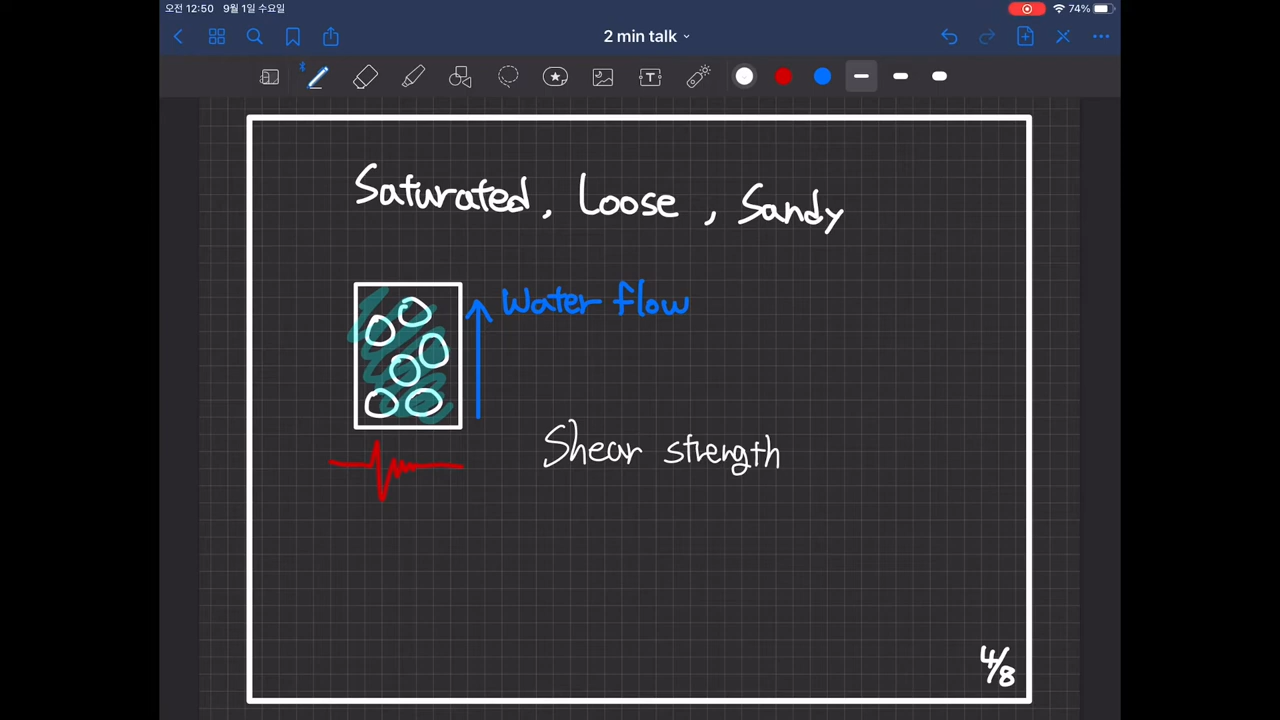 오전 12:50 9월 1일 수요일 74%
2 min talk
Saturated, Loose, Sandy
Water flow
Shear strength
4/8